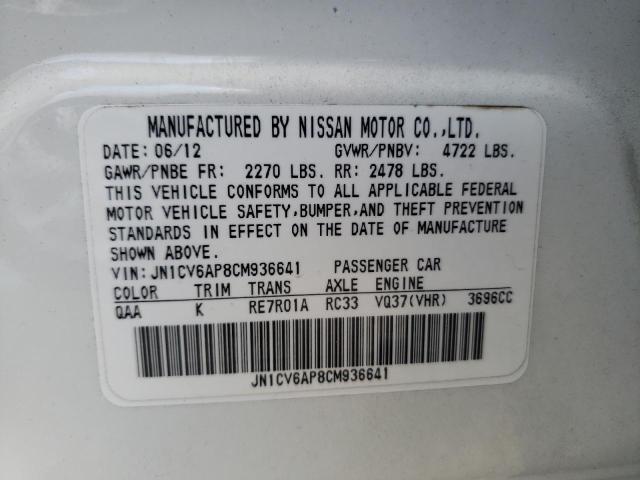 MANUFACTURED BY NISSAN MOTOR CO.,LTD.
DATE: 06/12 GVWR/PNBV: 4722 LBS.
GAWR/PNBE FR: 2270 LBS. RR: 2478 LBS.
THIS VEHICLE CONFORMS TO ALL APPLICABLE FEDERAL
MOTOR VEHICLE SAFETY,BUMPER,AND THEFT PREVENTION
STANDARDS IN EFFECT ON THE DATE OF MANUFACTURE
SHOWN ABOVE.
VIN: JN1CV6AP8CM936641 PASSENGER CAR
COLOR TRIM TRANS AXLE ENGINE
QAA K RE7R01A RC33 VQ37(VHR) 3696CC
JN1CV6AP8CM936641